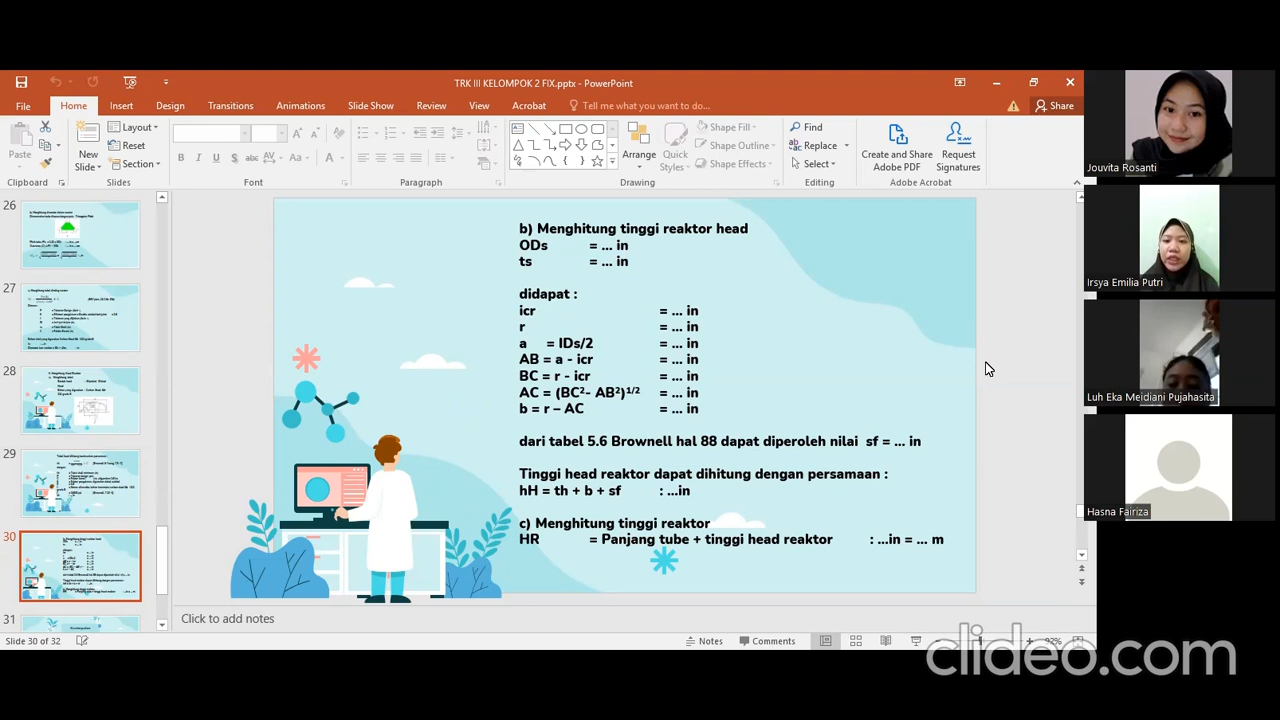 TRK III KELOMPOK 2 FIX.pptx - PowerPoint
File Home Insert Design Transitions Animations Slide Show Review View Acrobat Tell me what you want to do... Share
Paste
New Slide
Layout
Reset
Section
Arrange
Quick Styles
Shape Fill
Shape Outline
Shape Effects
Find
Replace
Select
Create and Share Adobe PDF
Request Signatures
Clipboard Slides Font Paragraph Drawing Editing Adobe Acrobat
26
27
28
29
30
31
b) Menghitung tinggi reaktor head
ODs = ... in
ts = ... in
didapat :
icr = ... in
r = ... in
a = IDs/2 = ... in
AB = a - icr = ... in
BC = r - icr = ... in
AC = (BC²- AB²)¹/² = ... in
b = r – AC = ... in
dari tabel 5.6 Brownell hal 88 dapat diperoleh nilai sf = ... in
Tinggi head reaktor dapat dihitung dengan persamaan :
hH = th + b + sf : ...in
c) Menghitung tinggi reaktor
HR = Panjang tube + tinggi head reaktor : ...in = ... m
Click to add notes
Slide 30 of 32 Notes Comments
Jouvita Rosanti
Irsya Emilia Putri
Luh Eka Meidiani Pujahasita
Hasna Fairiza
clideo.com